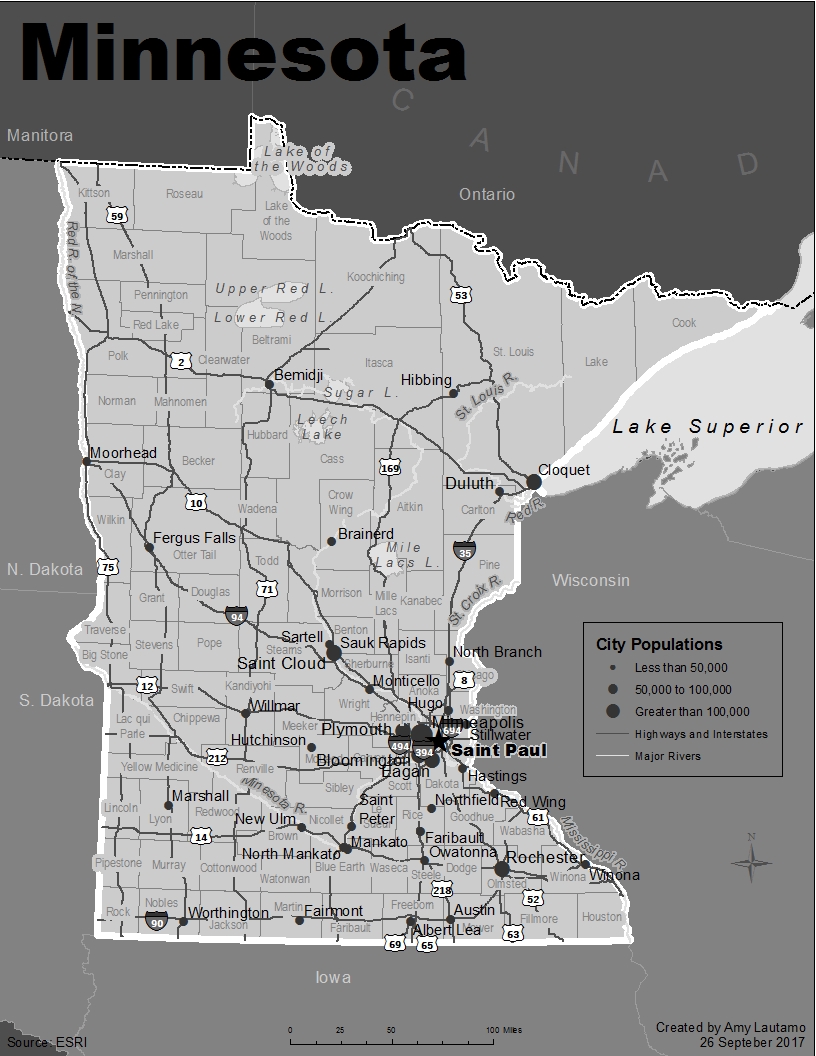 Minnesota
C A N A D
Manitora
Ontario
Lake of
the Woods
Kittson
Roseau
59
Lake
of the
Woods
Red R. of the N.
Marshall
Koochiching
Upper Red L.
Pennington
53
Lower Red L.
Red Lake
Cook
Beltrami
Polk
2
Clearwater
Itasca
St. Louis
Lake
Bemidji
Hibbing
Sugar L.
St. Louis R.
Norman
Mahnomen
Leech
Lake
Lake Superior
Hubbard
Moorhead
Becker
Cass
169
Cloquet
Clay
Duluth
10
Crow
Wing
Aitkin
Carlton
Red R.
Wadena
Wilkin
Fergus Falls
Brainerd
Otter Tail
Mile
Lacs L.
35
Todd
Pine
N. Dakota
75
Wisconsin
71
Grant
Douglas
Morrison
Mille
Lacs
Kanabec
St. Croix R.
94
Traverse
Benton
Stevens
Pope
Sartell
Sauk Rapids
Big Stone
Stearns
North Branch
Saint Cloud
Sherburne
Isanti
City Populations
Less than 50,000
50,000 to 100,000
Greater than 100,000
Highways and Interstates
Major Rivers
12
Swift
Kandiyohi
Monticello
8
ago
Anoka
S. Dakota
Wright
Hugo
Washington
Willmar
Hennepin
Lac qui
Parle
Chippewa
Meeker
Plymouth
Minneapolis
694
Stillwater
Hutchinson
494
394
Saint Paul
212
Bloomington
Yellow Medicine
Renville
Eagan
Hastings
Minnesota R.
Sibley
Scott
Dakota
Marshall
Saint
Peter
Northfield
Red Wing
Lincoln
Lyon
Redwood
New Ulm
Nicollet
Le
Rice
Goodhue
61
14
Brown
Faribault
Wabasha
Mississippi R.
North Mankato
Mankato
Owatonna
Rochester
Pipestone
Murray
Cottonwood
Watonwan
Blue Earth
Waseca
Steele
Dodge
Olmsted
Winona
Winona
218
N
52
Rock
Nobles
Martin
Freeborn
90
Worthington
Fairmont
Austin
Fillmore
Houston
Jackson
Faribault
Albert Lea
Mower
63
69
65
Iowa
0 25 50 100 Miles
Source: ESRI
Created by Amy Lautamo
26 Septeber 2017